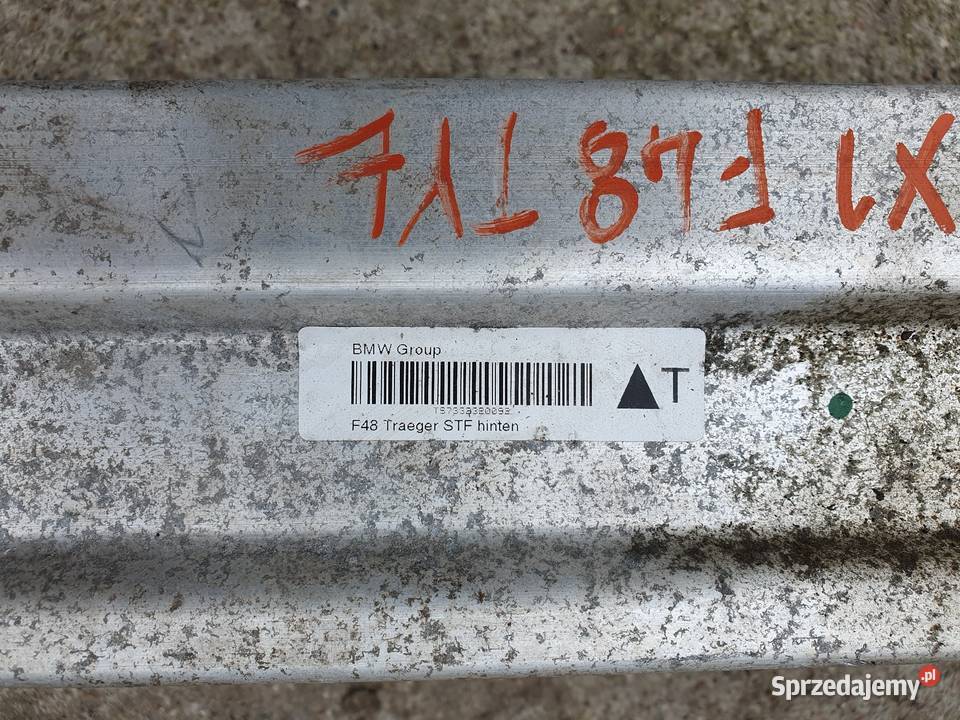 X1 F48 TYŁ
BMW Group
▲T
F48 Traeger STF hinten
Sprzedajemy.pl